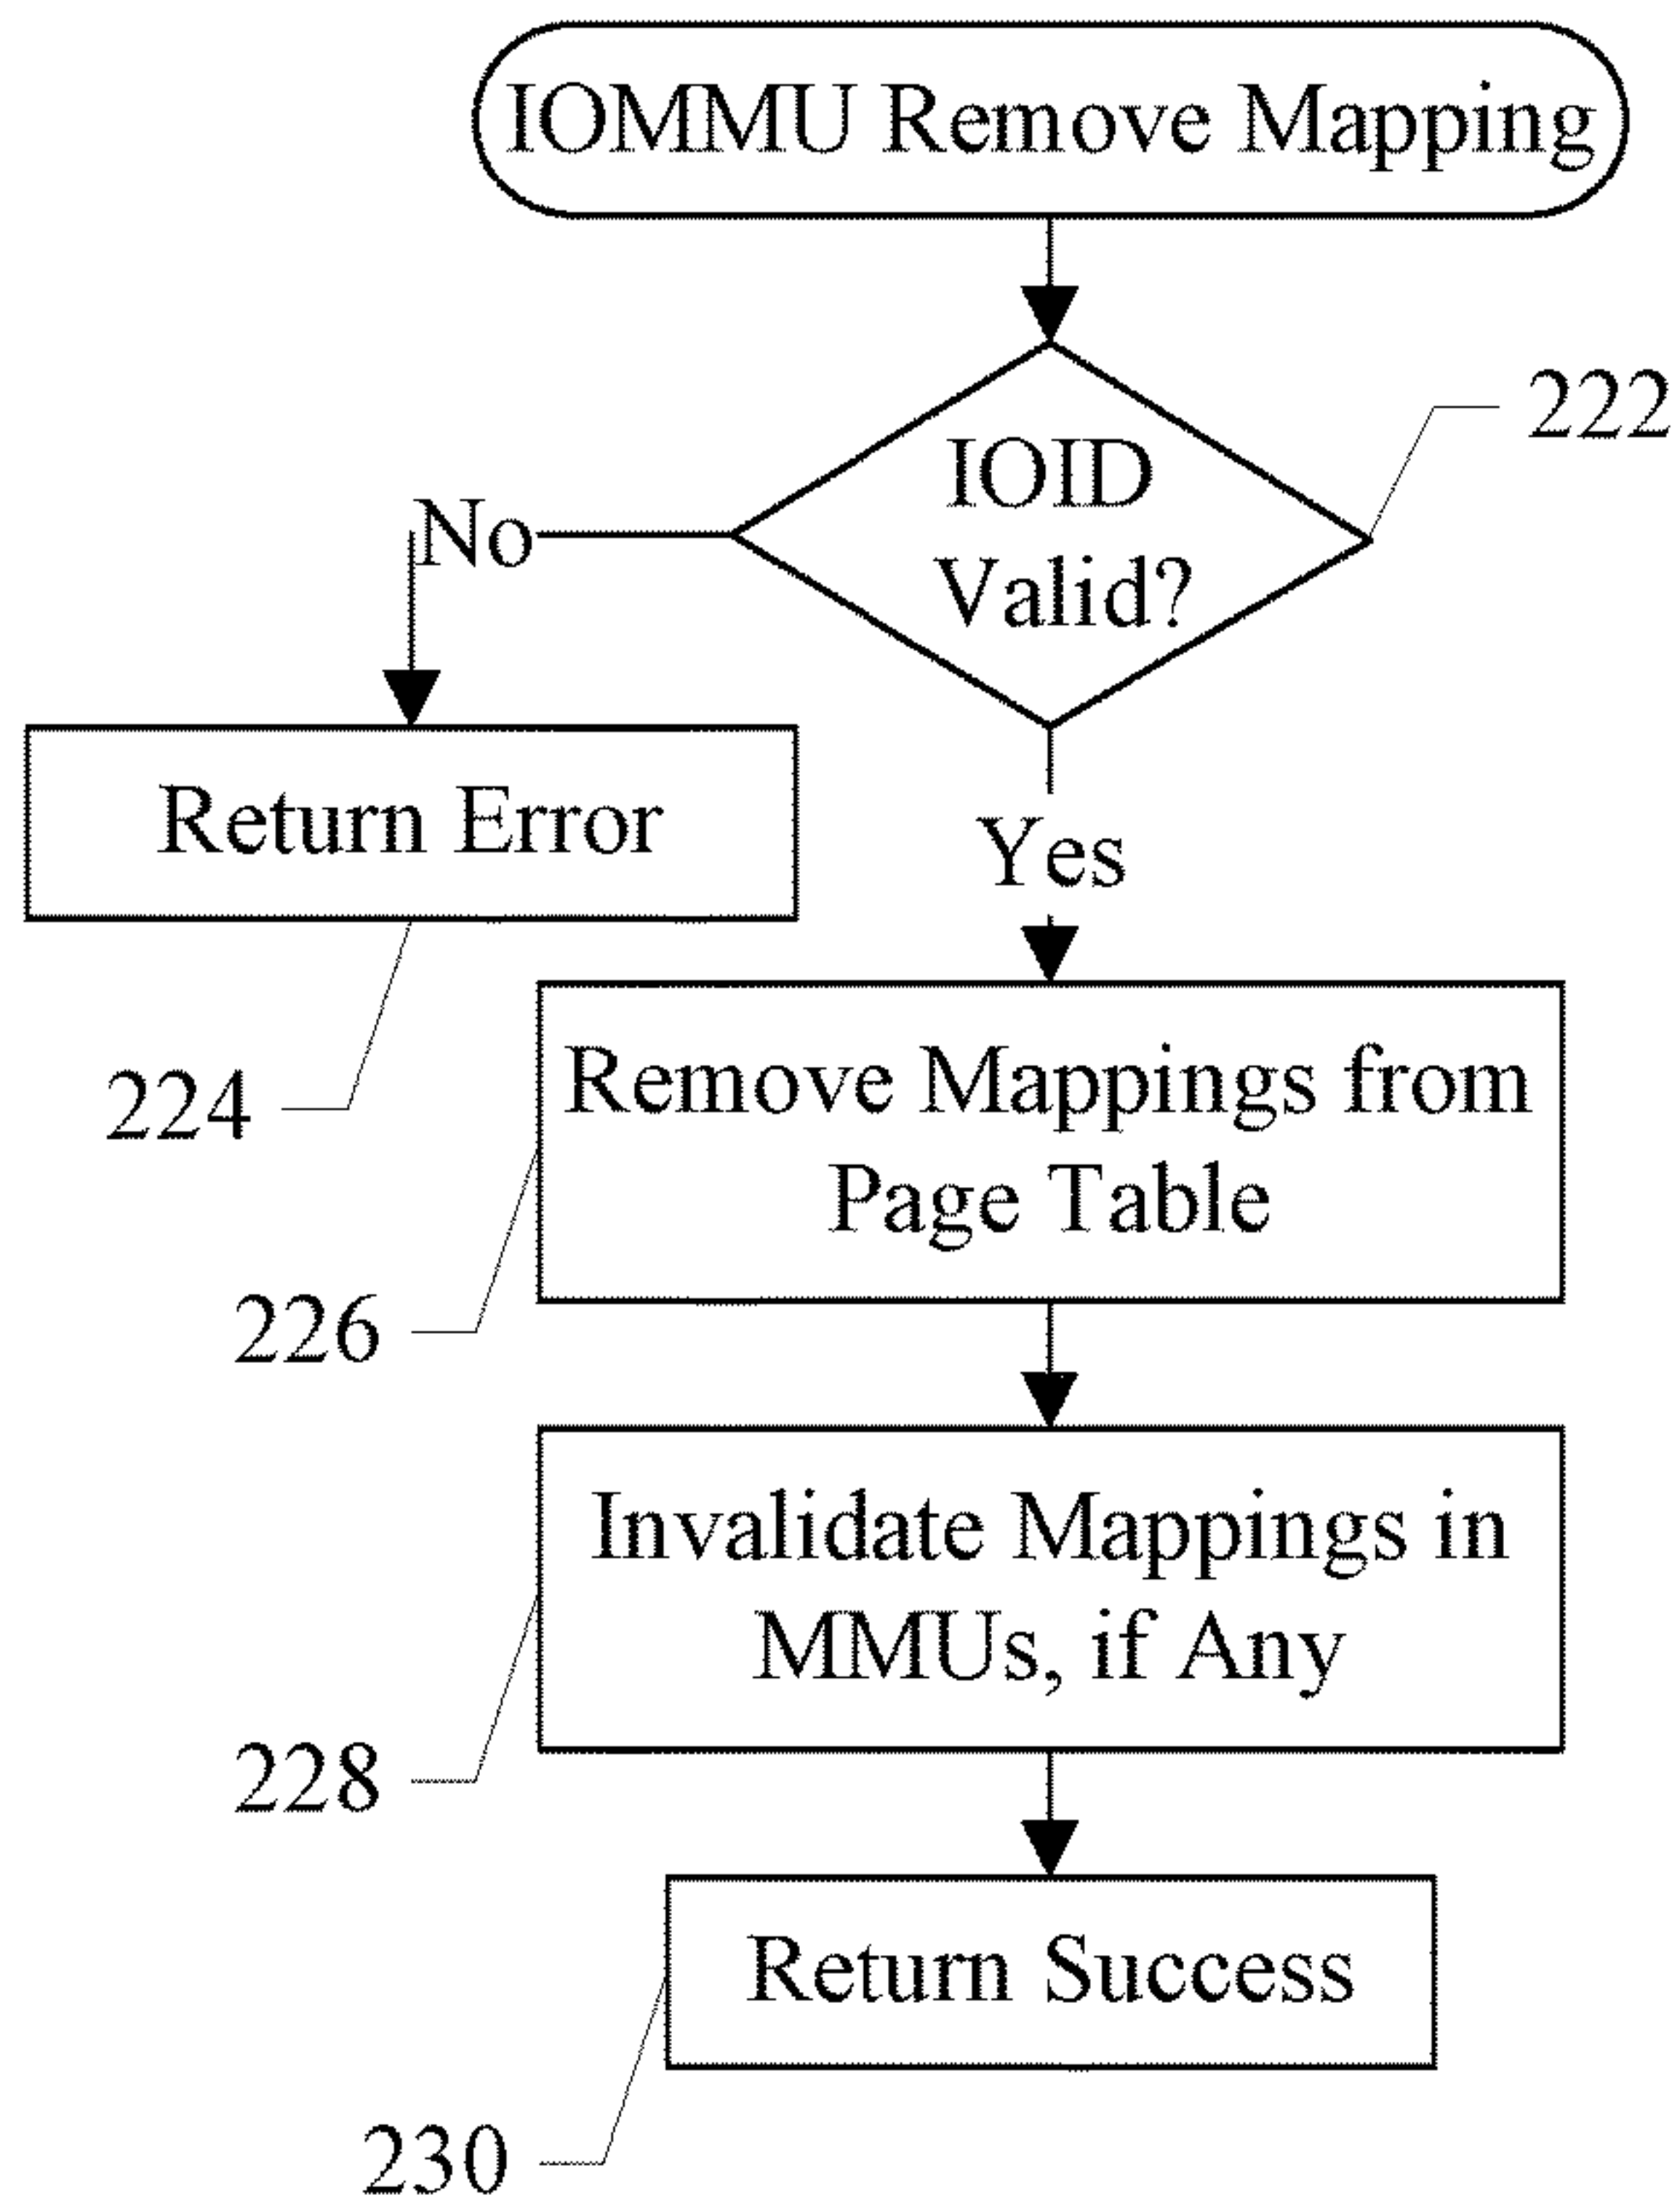 IOMMU Remove Mapping
222
IOID
Valid?
No
Return Error
Yes
224
Remove Mappings from
Page Table
226
Invalidate Mappings in
MMUs, if Any
228
Return Success
230